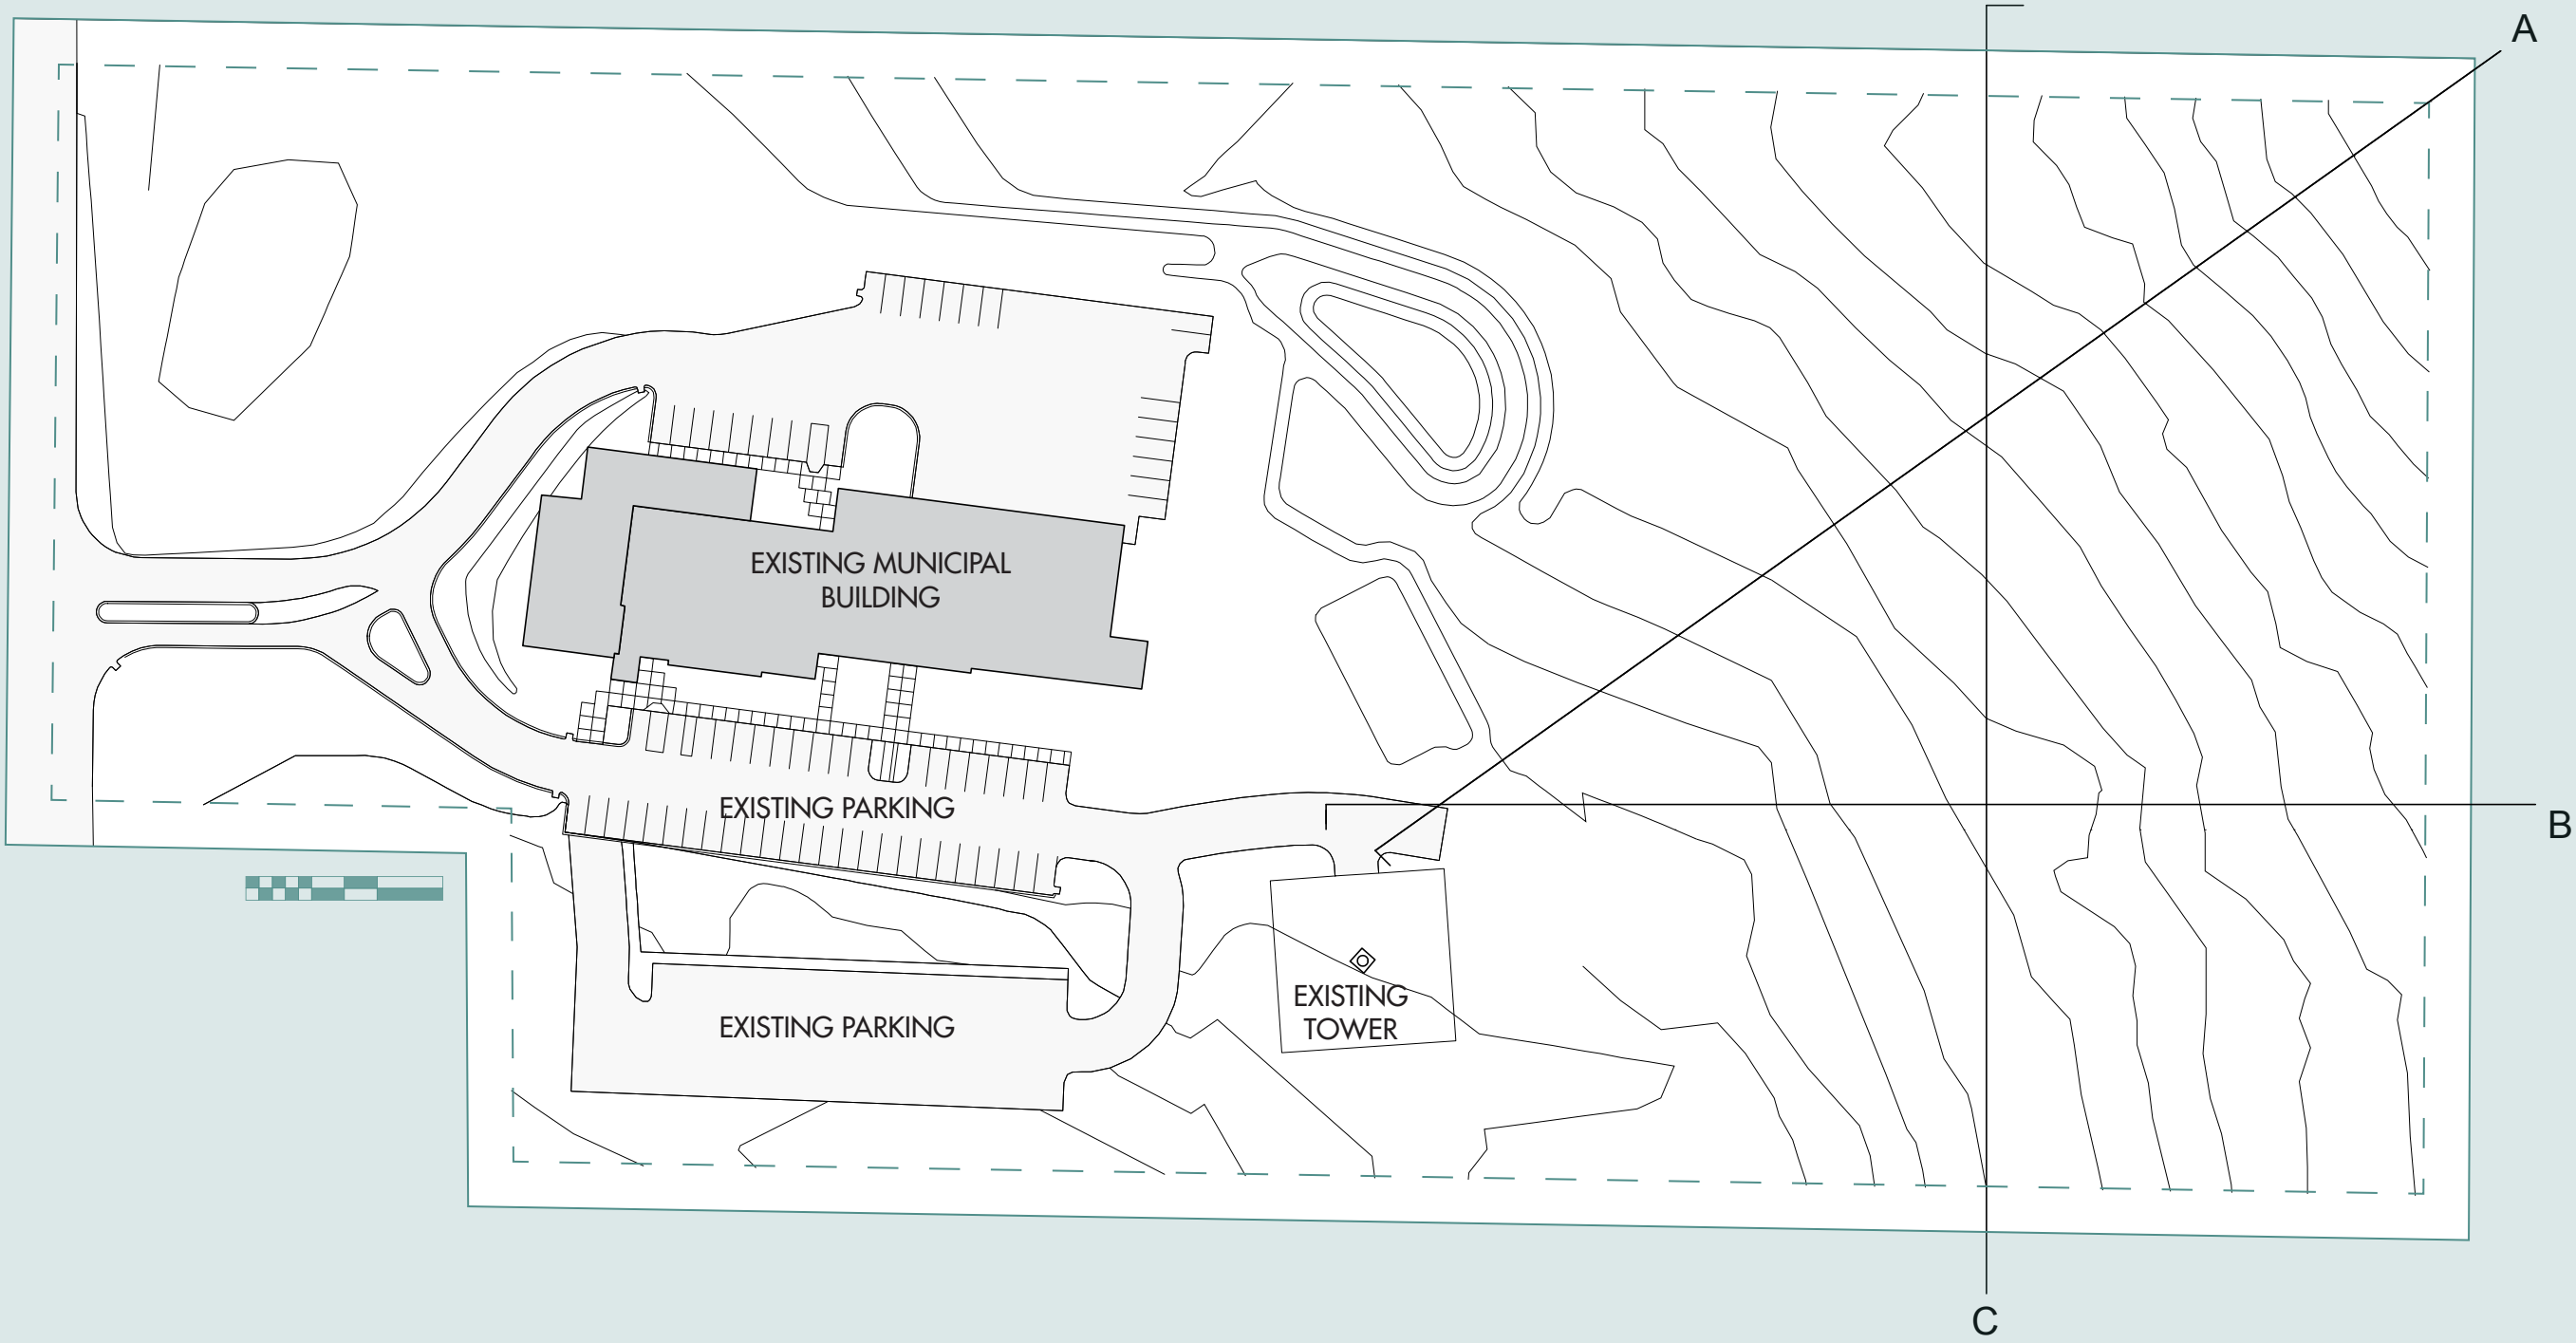 A
EXISTING MUNICIPAL
BUILDING
EXISTING PARKING
B
EXISTING
TOWER
EXISTING PARKING
C